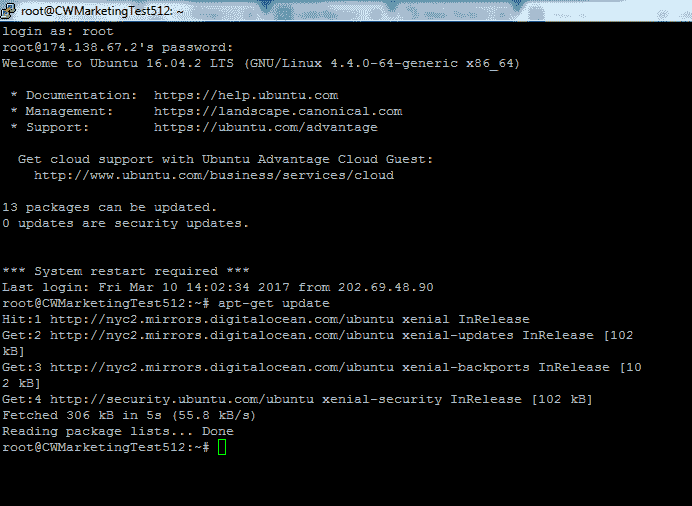 root@CWMarketingTest512: ~
login as: root
root@174.138.67.2's password:
Welcome to Ubuntu 16.04.2 LTS (GNU/Linux 4.4.0-64-generic x86_64)
* Documentation:  https://help.ubuntu.com
* Management:     https://landscape.canonical.com
* Support:        https://ubuntu.com/advantage
Get cloud support with Ubuntu Advantage Cloud Guest:
http://www.ubuntu.com/business/services/cloud
13 packages can be updated.
0 updates are security updates.
*** System restart required ***
Last login: Fri Mar 10 14:02:34 2017 from 202.69.48.90
root@CWMarketingTest512:~# apt-get update
Hit:1 http://nyc2.mirrors.digitalocean.com/ubuntu xenial InRelease
Get:2 http://nyc2.mirrors.digitalocean.com/ubuntu xenial-updates InRelease [102
kB]
Get:3 http://nyc2.mirrors.digitalocean.com/ubuntu xenial-backports InRelease [10
2 kB]
Get:4 http://security.ubuntu.com/ubuntu xenial-security InRelease [102 kB]
Fetched 306 kB in 5s (55.8 kB/s)
Reading package lists... Done
root@CWMarketingTest512:~#